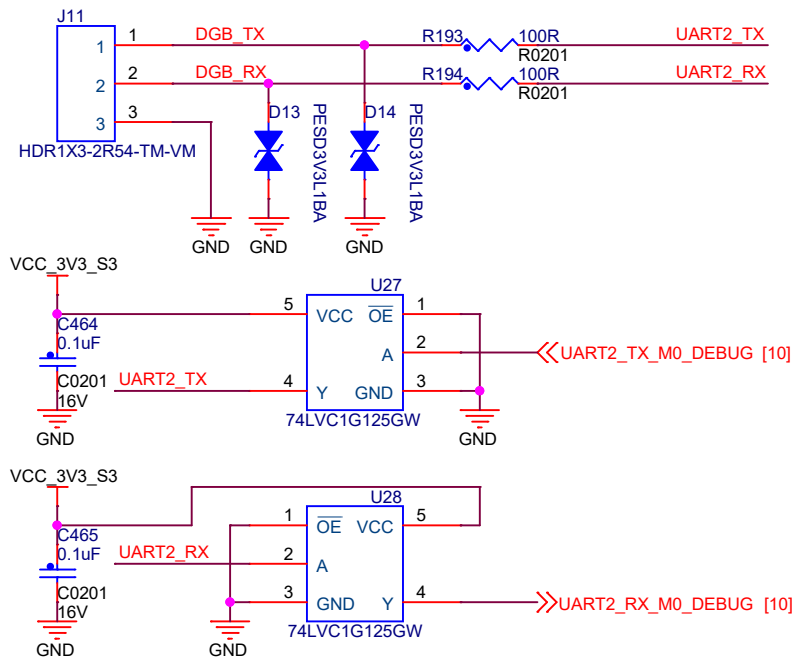 J11
1 1 DGB_TX R193 100R UART2_TX
R0201
2 2 DGB_RX R194 100R UART2_RX
R0201
3 3
HDR1X3-2R54-TM-VM
D13 PESD3V3L1BA
D14 PESD3V3L1BA
GND GND GND
VCC_3V3_S3
C464
0.1uF
C0201
16V
GND
U27
5 VCC OE 1
A 2 UART2_TX_M0_DEBUG [10]
UART2_TX 4 Y GND 3
74LVC1G125GW
GND
VCC_3V3_S3
C465
0.1uF
C0201
16V
GND
U28
1 OE VCC 5
UART2_RX 2 A
3 GND Y 4 UART2_RX_M0_DEBUG [10]
74LVC1G125GW
GND